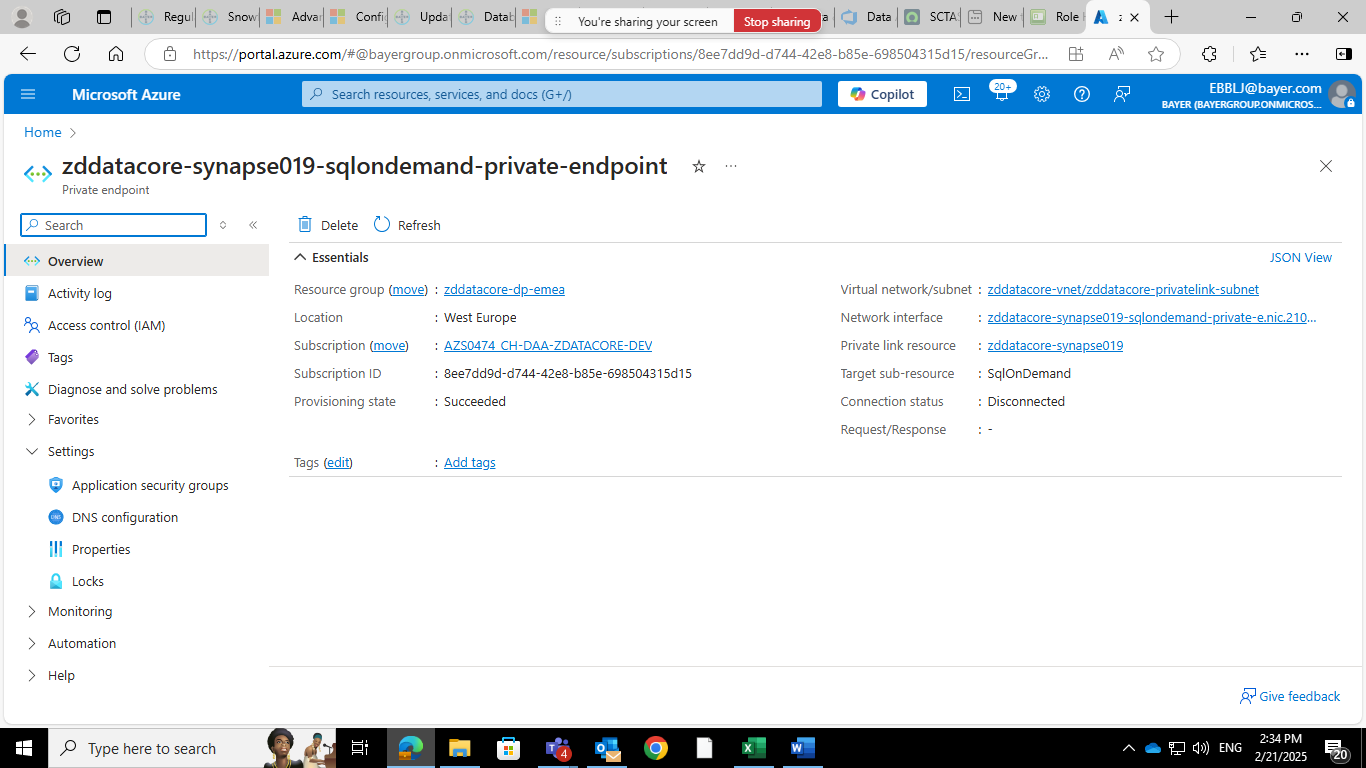 Regul
Snow
Adva
Config
Upda
Datab
You're sharing your screen
Stop sharing
Data
SCTAS
New
Role
https://portal.azure.com/#@bayergroup.onmicrosoft.com/resource/subscriptions/8ee7dd9d-d744-42e8-b85e-698504315d15/resourceGr...
Microsoft Azure
Search resources, services, and docs (G+/)
Copilot
20+
EBBLJ@bayer.com
BAYER (BAYERGROUP.ONMICROS...
Home
zddatacore-synapse019-sqlondemand-private-endpoint
Private endpoint
Search
Delete
Refresh
Overview
Activity log
Access control (IAM)
Tags
Diagnose and solve problems
Favorites
Settings
Application security groups
DNS configuration
Properties
Locks
Monitoring
Automation
Help
Essentials
JSON View
Resource group (move) : zddatacore-dp-emea
Location : West Europe
Subscription (move) : AZS0474_CH-DAA-ZDATACORE-DEV
Subscription ID : 8ee7dd9d-d744-42e8-b85e-698504315d15
Provisioning state : Succeeded
Virtual network/subnet : zddatacore-vnet/zddatacore-privatelink-subnet
Network interface : zddatacore-synapse019-sqlondemand-private-e.nic.210...
Private link resource : zddatacore-synapse019
Target sub-resource : SqlOnDemand
Connection status : Disconnected
Request/Response : -
Tags (edit) : Add tags
Give feedback
Type here to search
4
ENG
2:34 PM
2/21/2025
20